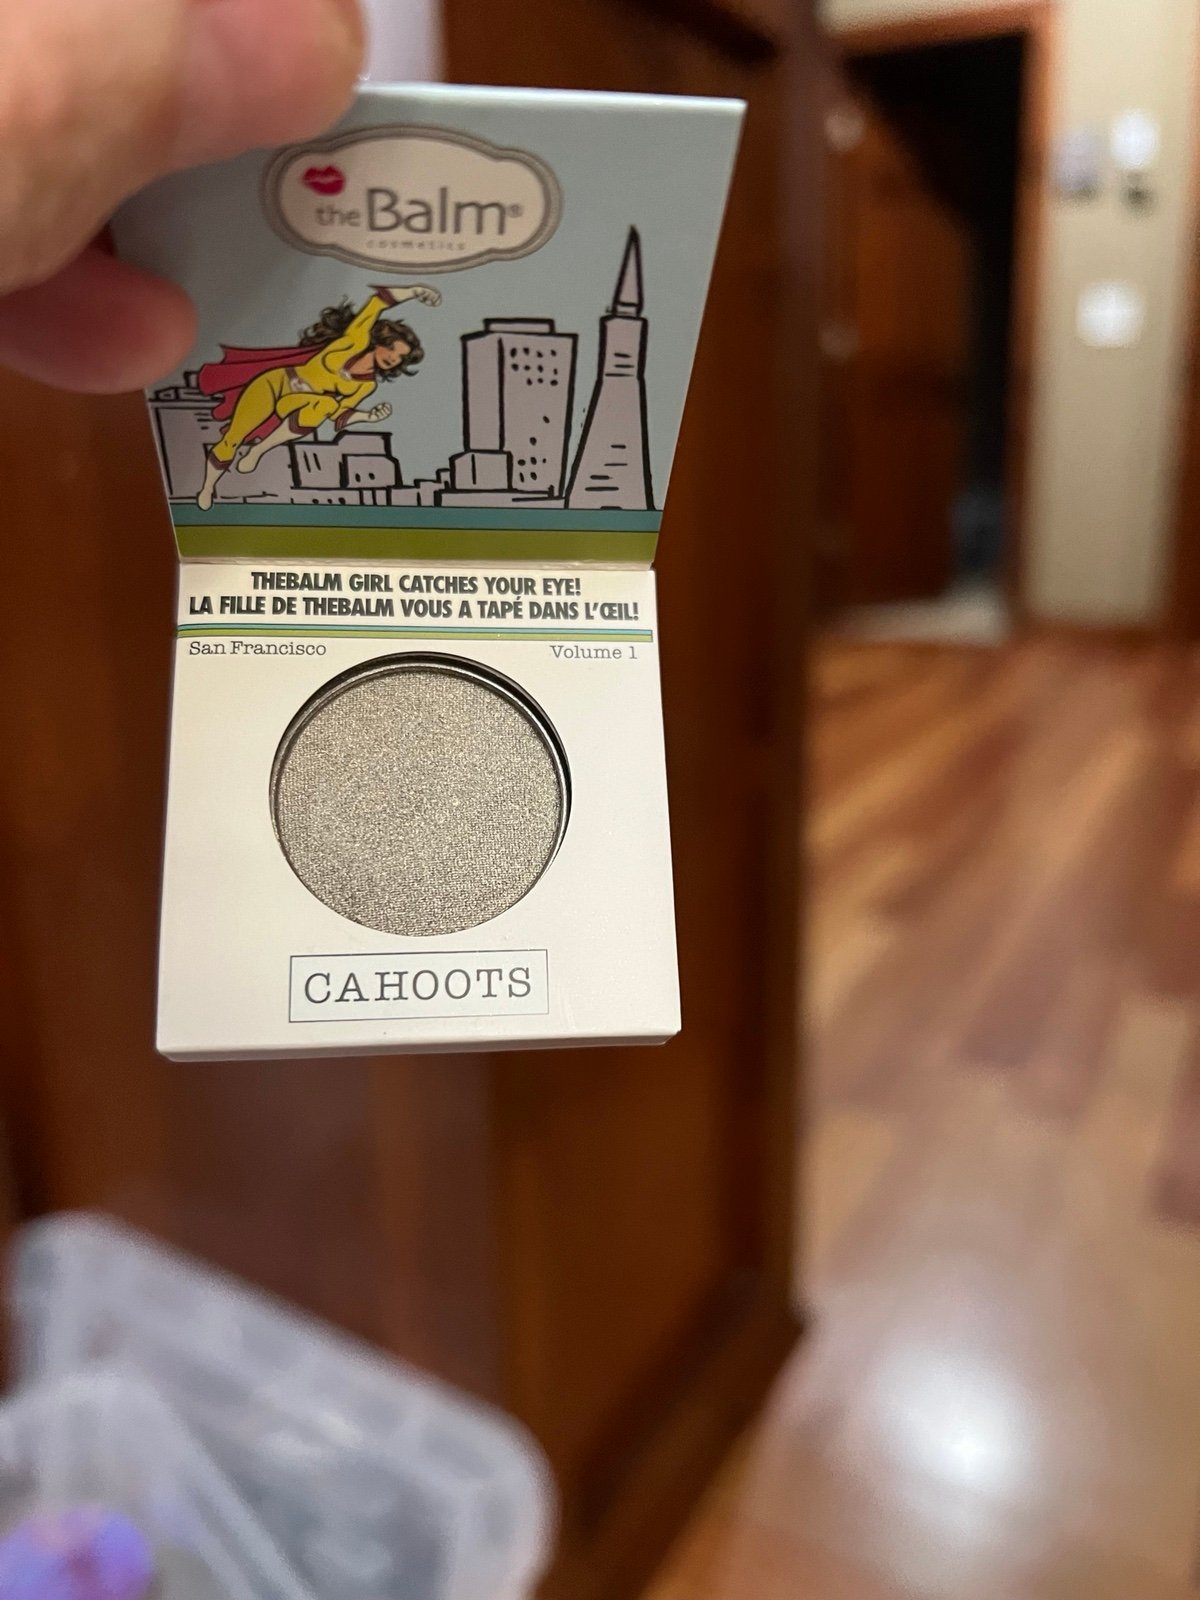 the Balm®
cosmetics
THEBALM GIRL CATCHES YOUR EYE!
LA FILLE DE THEBALM VOUS A TAPÉ DANS L'ŒIL!
San Francisco Volume 1
CAHOOTS